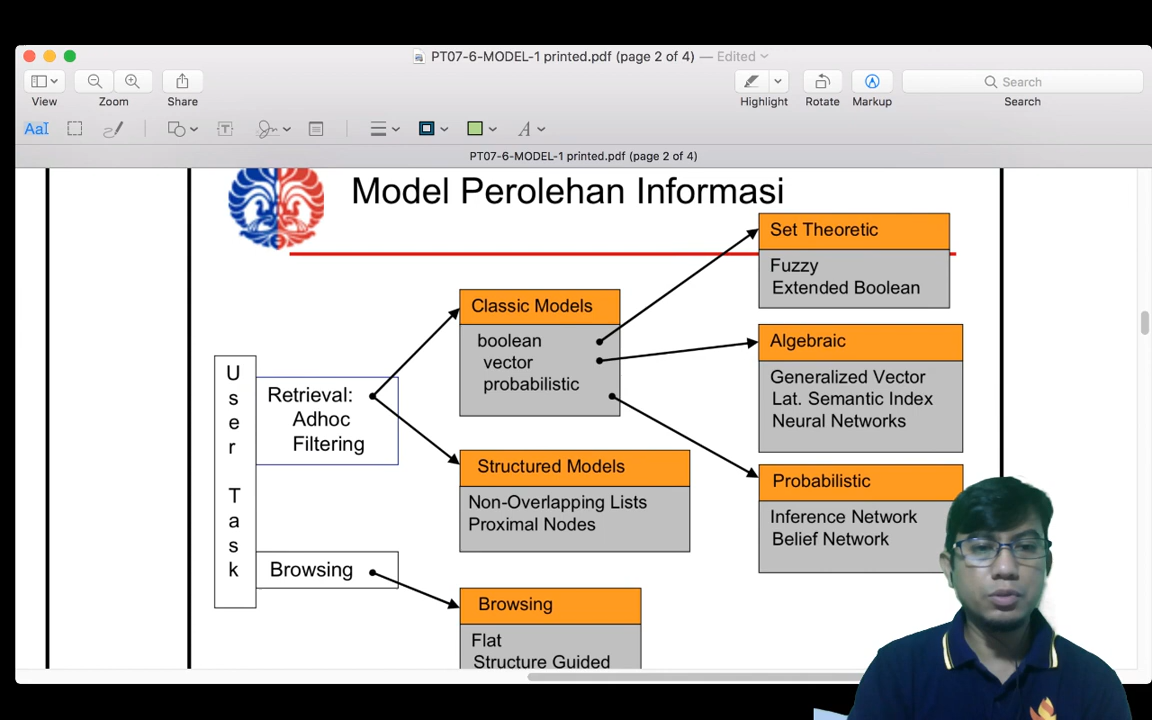 PT07-6-MODEL-1 printed.pdf (page 2 of 4) — Edited
View
Zoom
Share
Highlight
Rotate
Markup
Search
Search
AaI
T
A
PT07-6-MODEL-1 printed.pdf (page 2 of 4)
Model Perolehan Informasi
Set Theoretic
Fuzzy
Extended Boolean
Classic Models
boolean
vector
probabilistic
Algebraic
Generalized Vector
Lat. Semantic Index
Neural Networks
User Task
Retrieval:
Adhoc
Filtering
Structured Models
Non-Overlapping Lists
Proximal Nodes
Probabilistic
Inference Network
Belief Network
Browsing
Browsing
Flat
Structure Guided